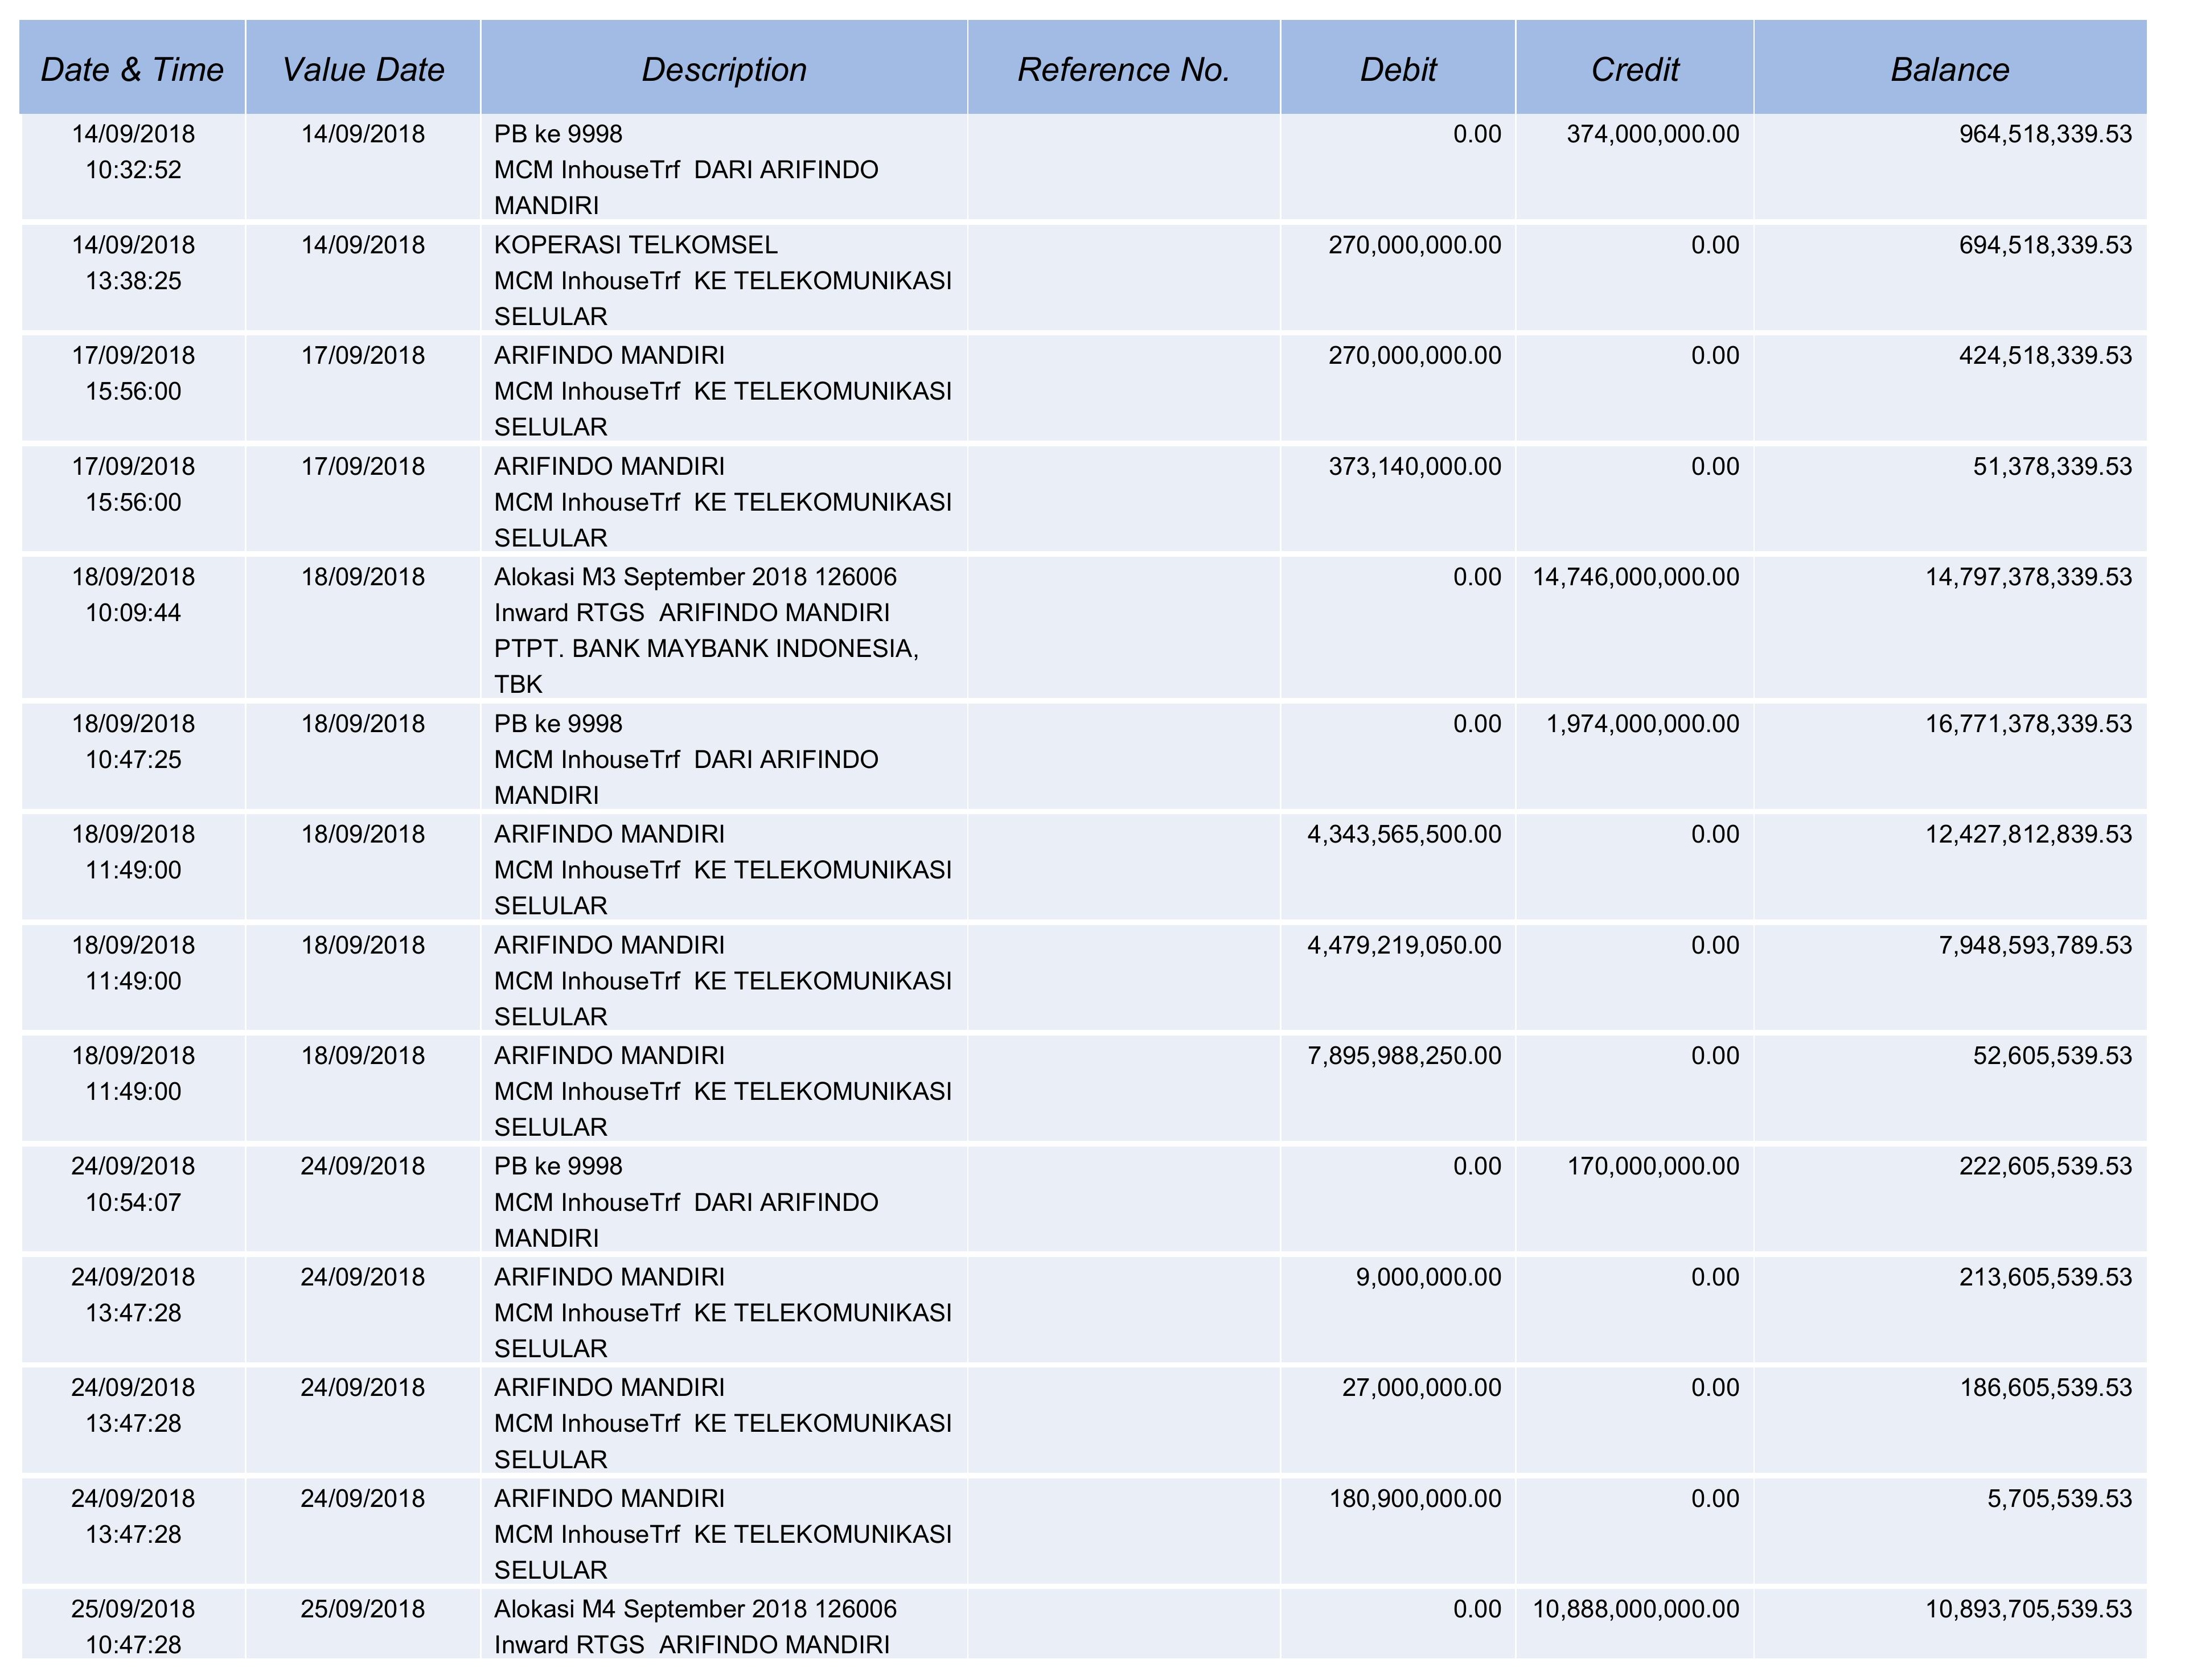 Date & Time Value Date Description Reference No. Debit Credit Balance
14/09/2018 14/09/2018 PB ke 9998 0.00 374,000,000.00 964,518,339.53
10:32:52 MCM InhouseTrf DARI ARIFINDO
MANDIRI
14/09/2018 14/09/2018 KOPERASI TELKOMSEL 270,000,000.00 0.00 694,518,339.53
13:38:25 MCM InhouseTrf KE TELEKOMUNIKASI
SELULAR
17/09/2018 17/09/2018 ARIFINDO MANDIRI 270,000,000.00 0.00 424,518,339.53
15:56:00 MCM InhouseTrf KE TELEKOMUNIKASI
SELULAR
17/09/2018 17/09/2018 ARIFINDO MANDIRI 373,140,000.00 0.00 51,378,339.53
15:56:00 MCM InhouseTrf KE TELEKOMUNIKASI
SELULAR
18/09/2018 18/09/2018 Alokasi M3 September 2018 126006 0.00 14,746,000,000.00 14,797,378,339.53
10:09:44 Inward RTGS ARIFINDO MANDIRI
PTPT. BANK MAYBANK INDONESIA,
TBK
18/09/2018 18/09/2018 PB ke 9998 0.00 1,974,000,000.00 16,771,378,339.53
10:47:25 MCM InhouseTrf DARI ARIFINDO
MANDIRI
18/09/2018 18/09/2018 ARIFINDO MANDIRI 4,343,565,500.00 0.00 12,427,812,839.53
11:49:00 MCM InhouseTrf KE TELEKOMUNIKASI
SELULAR
18/09/2018 18/09/2018 ARIFINDO MANDIRI 4,479,219,050.00 0.00 7,948,593,789.53
11:49:00 MCM InhouseTrf KE TELEKOMUNIKASI
SELULAR
18/09/2018 18/09/2018 ARIFINDO MANDIRI 7,895,988,250.00 0.00 52,605,539.53
11:49:00 MCM InhouseTrf KE TELEKOMUNIKASI
SELULAR
24/09/2018 24/09/2018 PB ke 9998 0.00 170,000,000.00 222,605,539.53
10:54:07 MCM InhouseTrf DARI ARIFINDO
MANDIRI
24/09/2018 24/09/2018 ARIFINDO MANDIRI 9,000,000.00 0.00 213,605,539.53
13:47:28 MCM InhouseTrf KE TELEKOMUNIKASI
SELULAR
24/09/2018 24/09/2018 ARIFINDO MANDIRI 27,000,000.00 0.00 186,605,539.53
13:47:28 MCM InhouseTrf KE TELEKOMUNIKASI
SELULAR
24/09/2018 24/09/2018 ARIFINDO MANDIRI 180,900,000.00 0.00 5,705,539.53
13:47:28 MCM InhouseTrf KE TELEKOMUNIKASI
SELULAR
25/09/2018 25/09/2018 Alokasi M4 September 2018 126006 0.00 10,888,000,000.00 10,893,705,539.53
10:47:28 Inward RTGS ARIFINDO MANDIRI